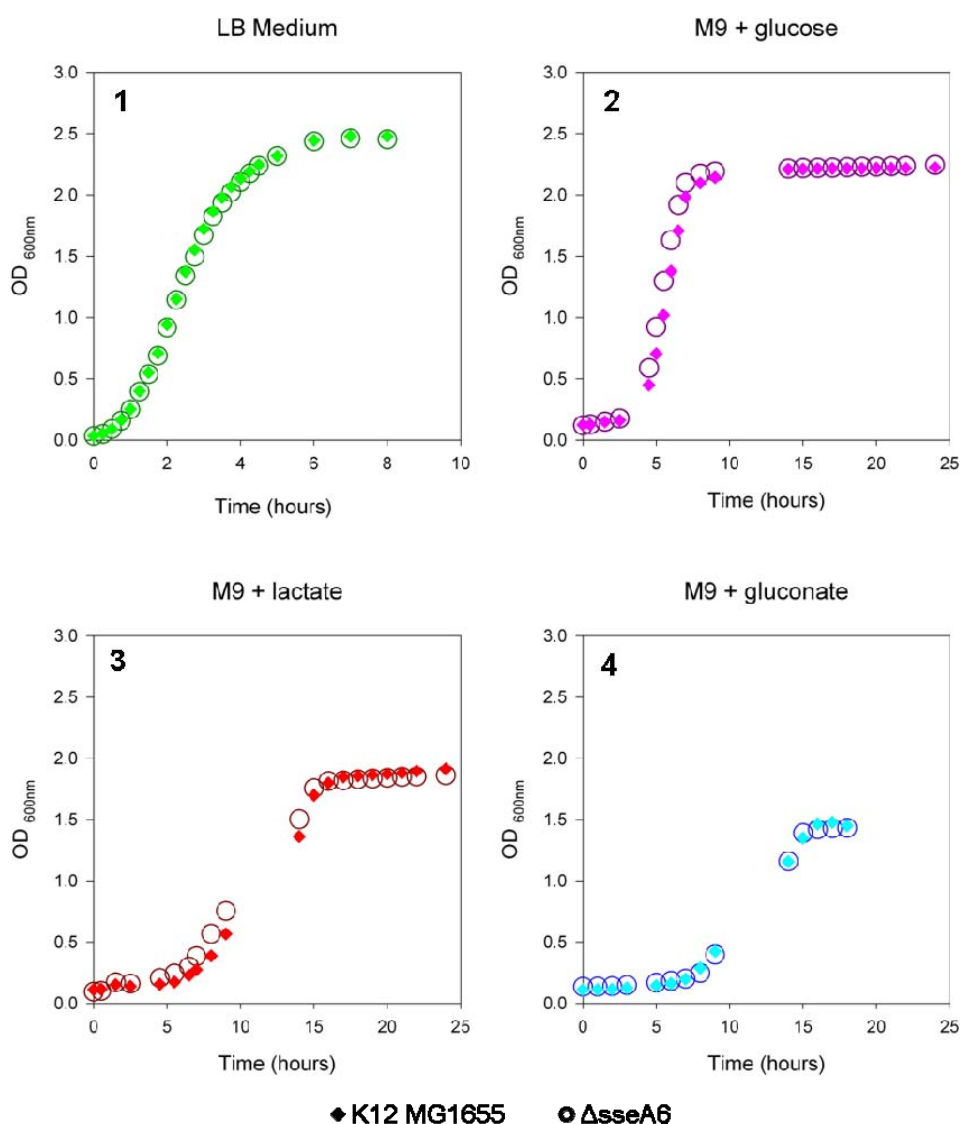 LB Medium
1
3.0
2.5
2.0
1.5
1.0
0.5
0.0
OD 600nm
0 2 4 6 8 10
Time (hours)
M9 + glucose
2
3.0
2.5
2.0
1.5
1.0
0.5
0.0
OD 600nm
0 5 10 15 20 25
Time (hours)
M9 + lactate
3
3.0
2.5
2.0
1.5
1.0
0.5
0.0
OD 600nm
0 5 10 15 20 25
Time (hours)
M9 + gluconate
4
3.0
2.5
2.0
1.5
1.0
0.5
0.0
OD 600nm
0 5 10 15 20 25
Time (hours)
K12 MG1655 ΔsseA6